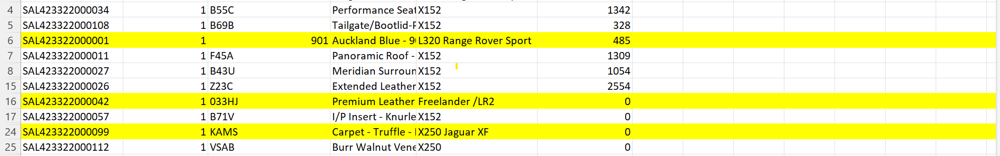 4 SAL423322000034 1 B55C Performance Seat X152 1342
5 SAL423322000108 1 B69B Tailgate/Bootlid-F X152 328
6 SAL423322000001 1 901 Auckland Blue - 9 L320 Range Rover Sport 485
7 SAL423322000011 1 F45A Panoramic Roof - X152 1309
8 SAL423322000027 1 B43U Meridian Surroun X152 1054
15 SAL423322000026 1 Z23C Extended Leather X152 2554
16 SAL423322000042 1 033HJ Premium Leather Freelander /LR2 0
17 SAL423322000057 1 B71V I/P Insert - Knurle X152 0
24 SAL423322000099 1 KAMS Carpet - Truffle - X250 Jaguar XF 0
25 SAL423322000112 1 VSAB Burr Walnut Vene X250 0